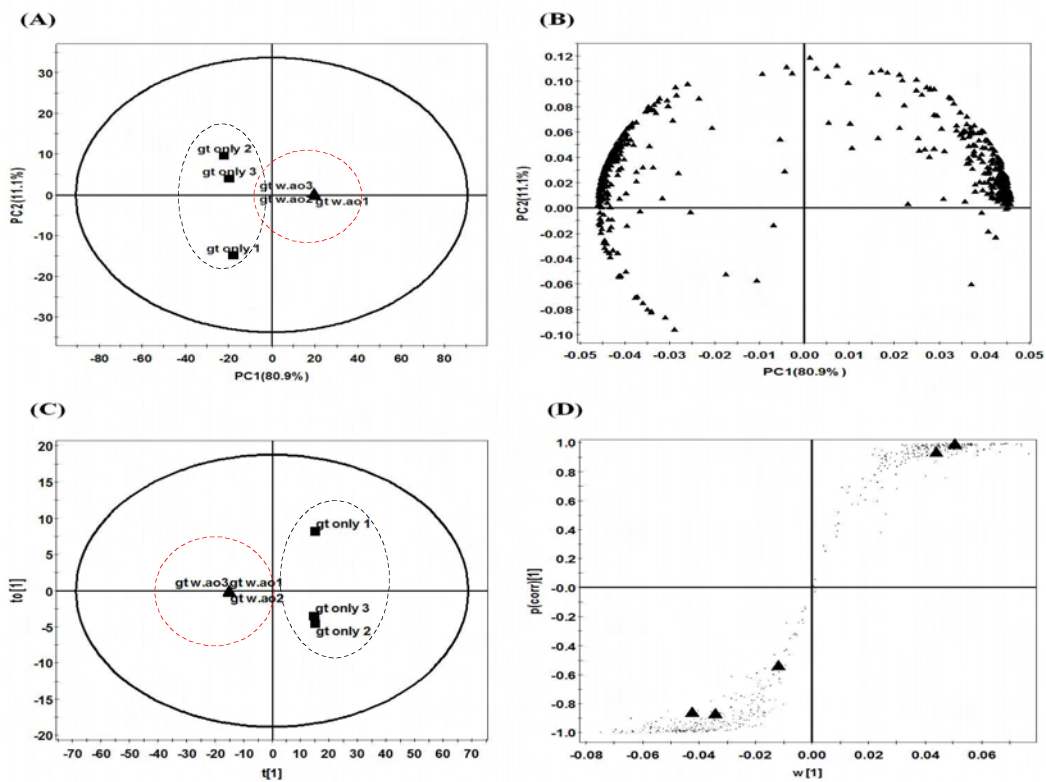 (A)
30
20
10
0
-10
-20
-30
PC2(11.1%)
gt only 2
gt only 3
gt w.ao3
gt w.ao2
gt w.ao1
gt only 1
-80 -60 -40 -20 0 20 40 60 80
PC1(80.9%)
(B)
0.12
0.10
0.08
0.06
0.04
0.02
0.00
-0.02
-0.04
-0.06
-0.08
-0.10
PC2(11.1%)
-0.05 -0.04 -0.03 -0.02 -0.01 0.00 0.01 0.02 0.03 0.04 0.05
PC1(80.9% )
(C)
20
15
10
5
0
-5
-10
-15
-20
to[1]
gt only 1
gt w.ao3gt w.ao1
gt w.ao2
gt only 3
gt only 2
-70 -60 -50 -40 -30 -20 -10 0 10 20 30 40 50 60 70
t[1]
(D)
1.0
0.8
0.6
0.4
0.2
-0.0
-0.2
-0.4
-0.6
-0.8
-1.0
p(corr)[1]
-0.08 -0.06 -0.04 -0.02 0.00 0.02 0.04 0.06
w [1]